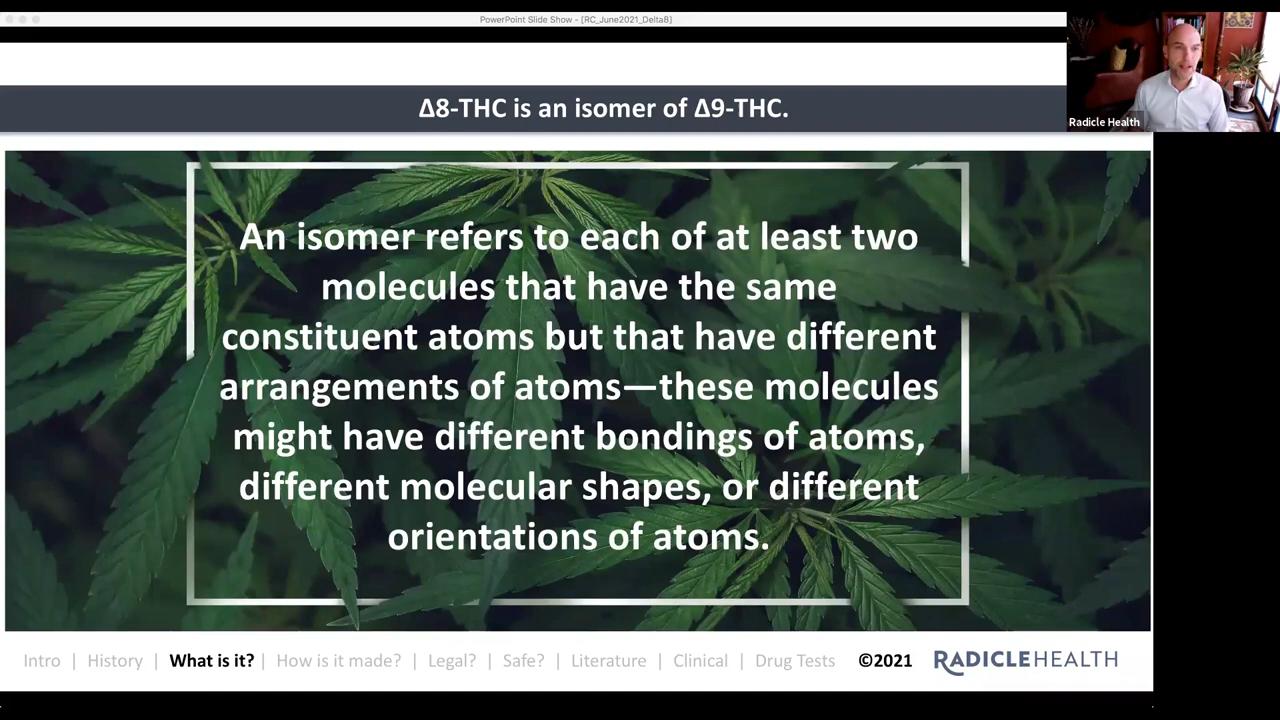 PowerPoint Slide Show - [RC_June2021_Delta8]
Δ8-THC is an isomer of Δ9-THC.
Radicle Health
An isomer refers to each of at least two
molecules that have the same
constituent atoms but that have different
arrangements of atoms—these molecules
might have different bondings of atoms,
different molecular shapes, or different
orientations of atoms.
Intro | History | What is it? | How is it made? | Legal? | Safe? | Literature | Clinical | Drug Tests ©2021 RADICLEHEALTH